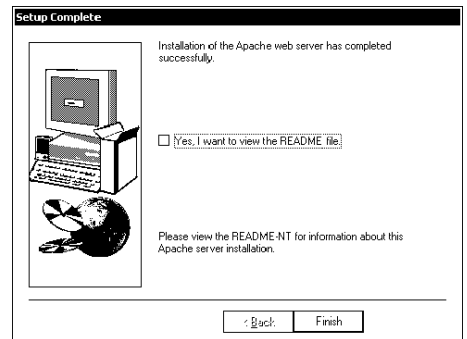 Setup Complete
Installation of the Apache web server has completed
successfully.
Yes, I want to view the README file.
Please view the README-NT for information about this
Apache server installation.
< Back
Finish